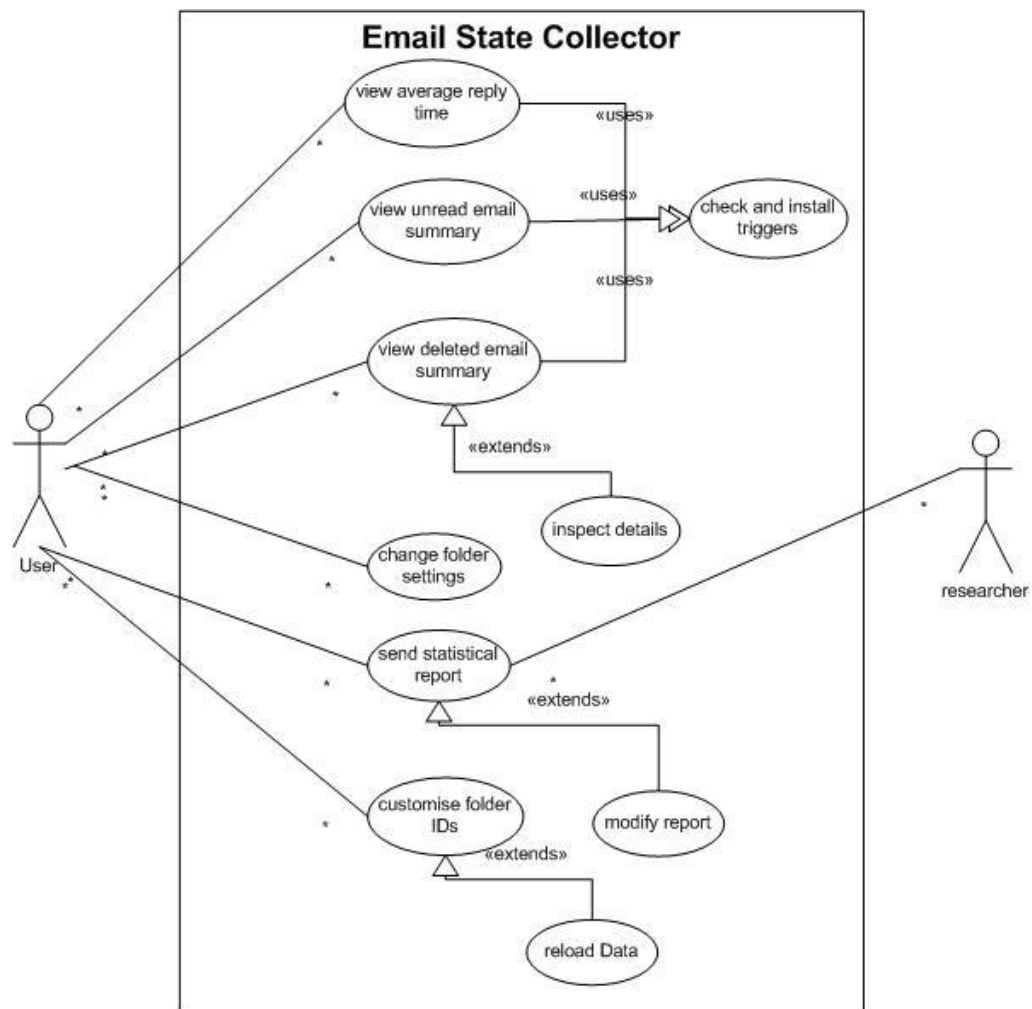 Email State Collector
view average reply
time
«uses»
*
view unread email
summary
«uses»
check and install
triggers
*
«uses»
view deleted email
summary
*
*
«extends»
*
*
*
inspect details
*
User
change folder
settings
*
**
researcher
send statistical
report
*
*
«extends»
customise folder
IDs
*
modify report
«extends»
reload Data